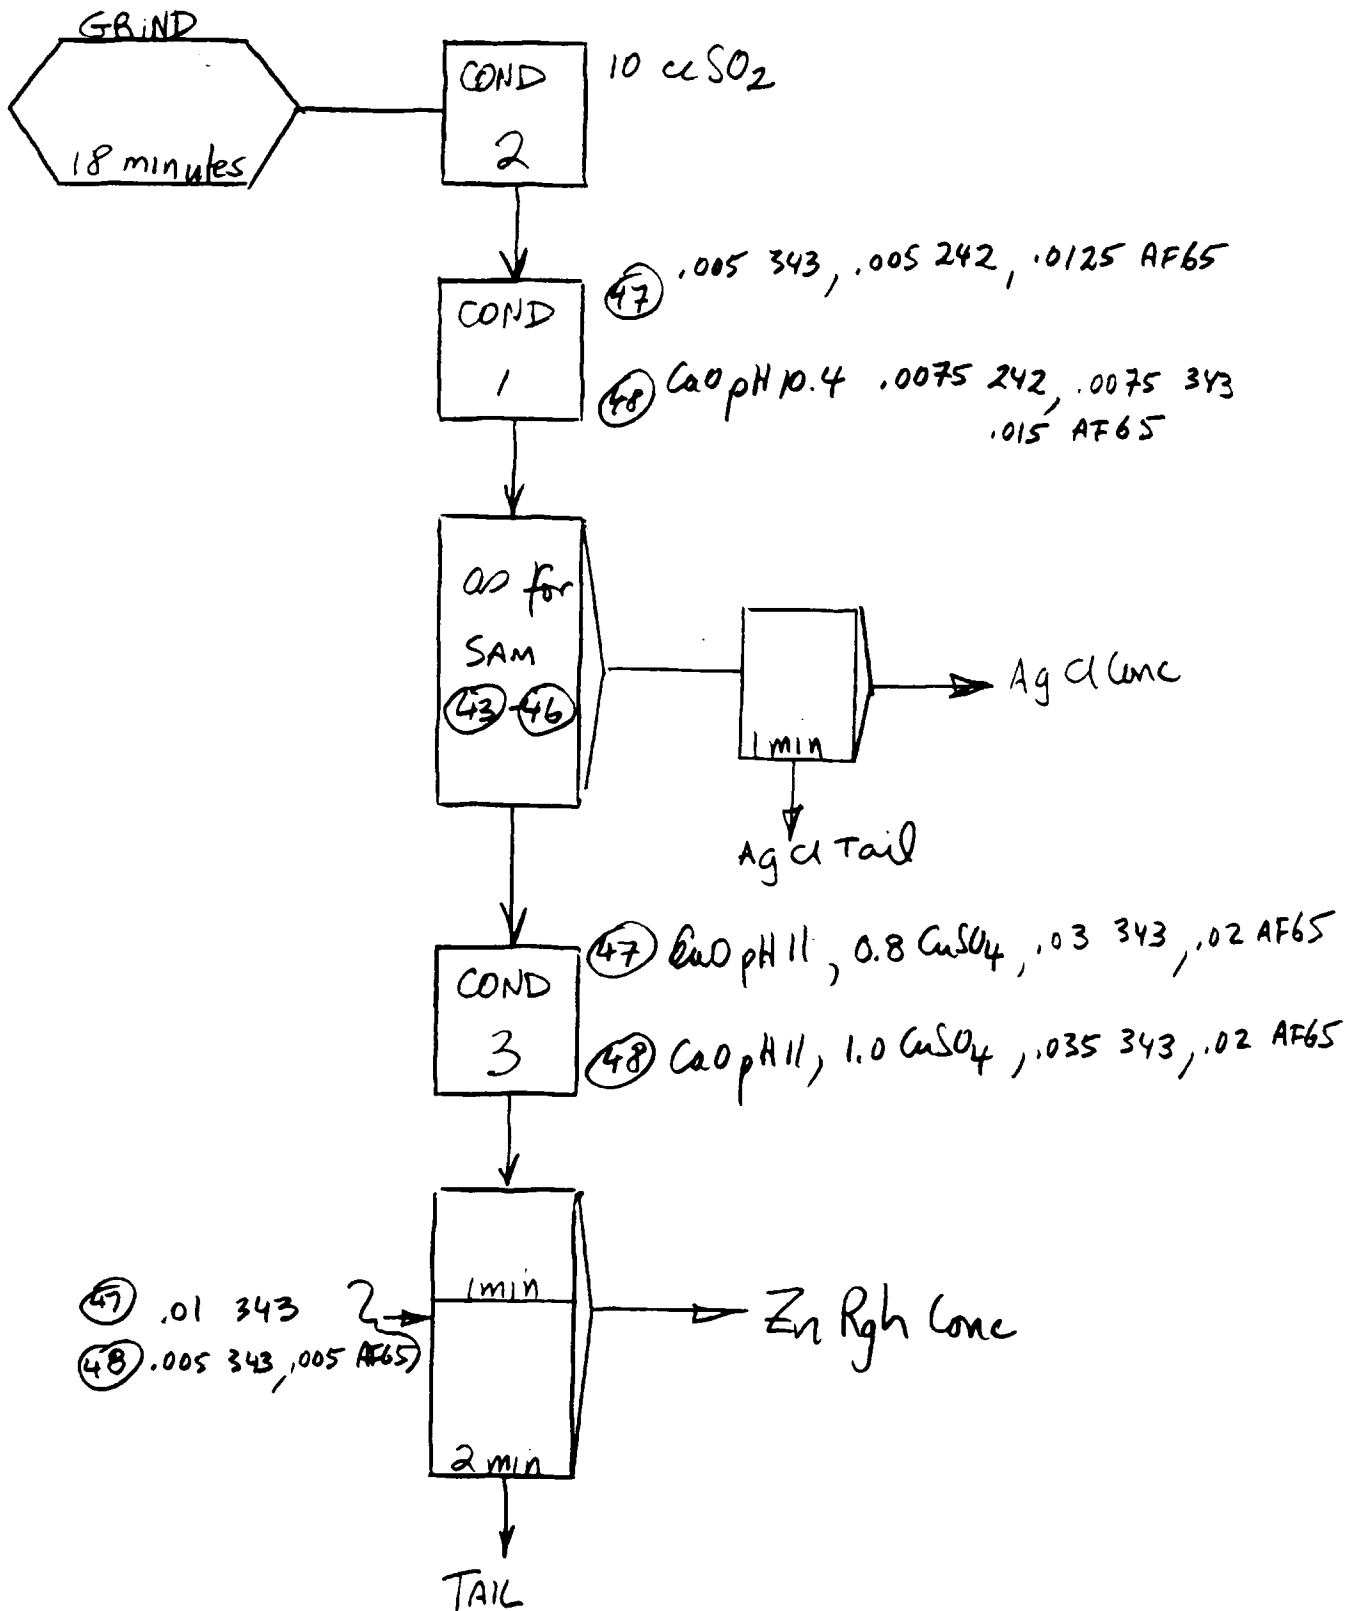 GRIND
18 minutes
COND
2
10 cc SO2
COND
1
47 .005 343, .005 242, .0125 AF65
48 CaO pH 10.4 .0075 242, .0075 343
.015 AF65
as for
SAM
43-46
1 min
Ag Cl Conc
Ag Cl Tail
COND
3
47 CaO pH 11, 0.8 CuSO4, .03 343, .02 AF65
48 CaO pH 11, 1.0 CuSO4, .035 343, .02 AF65
1 min
47 .01 343
48 .005 343, .005 AF65
2 min
Zn Rgh Conc
TAIL